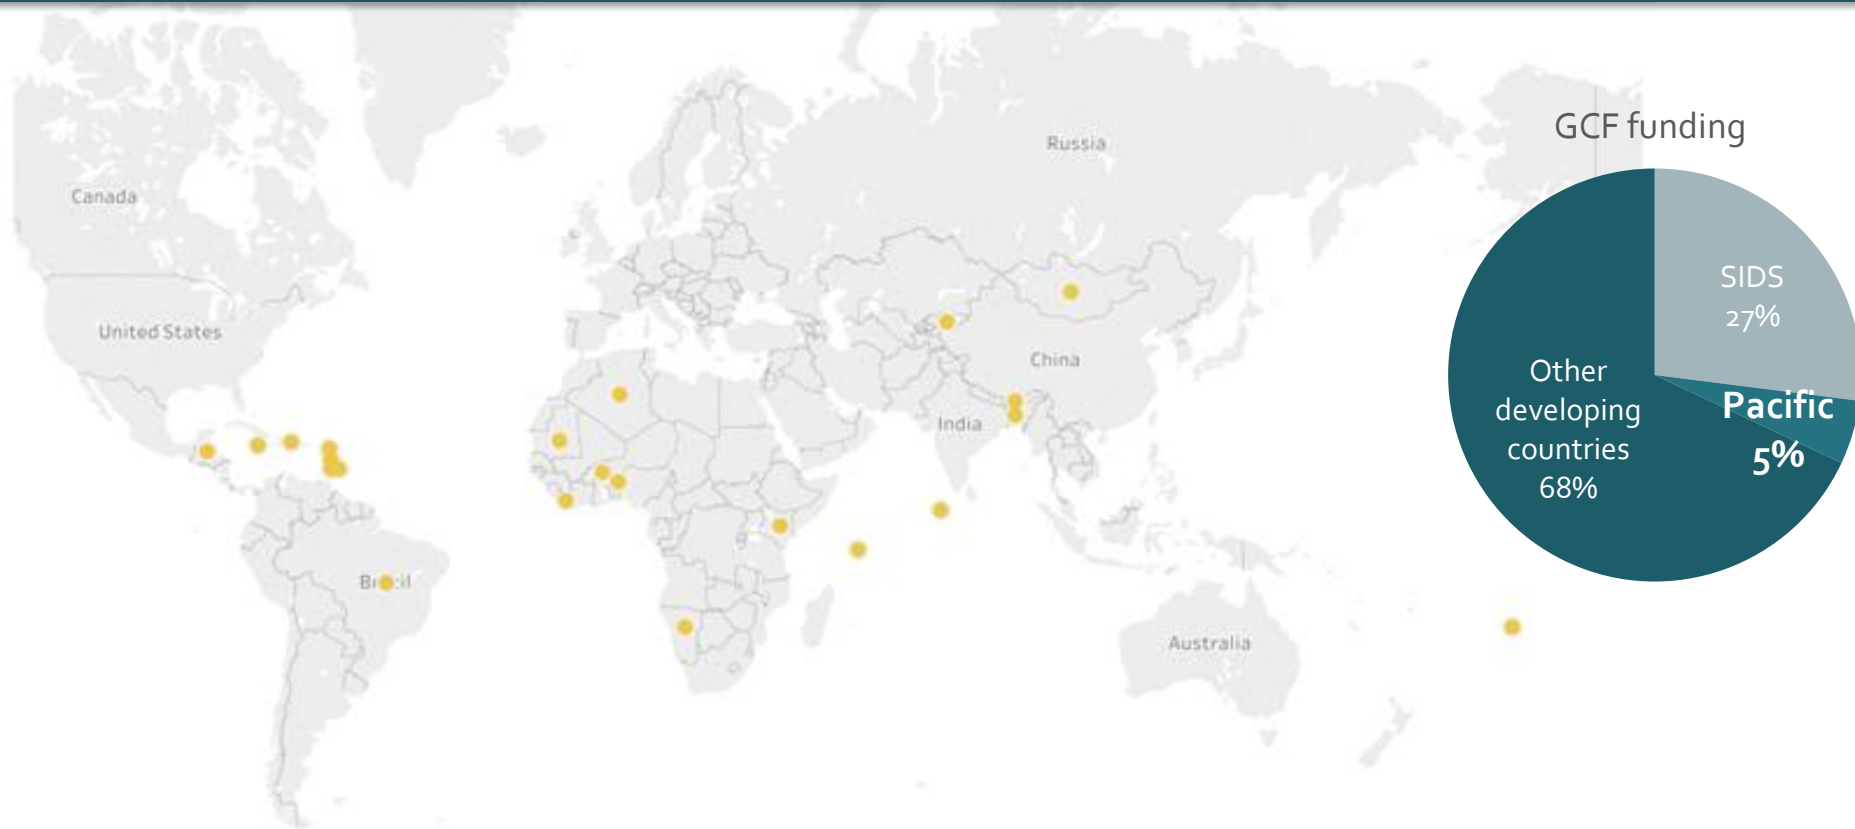 GCF funding
Russia
Canada
SIDS
27%
United States
China
Other
developing
countries
68%
Pacific
5%
India
Australia